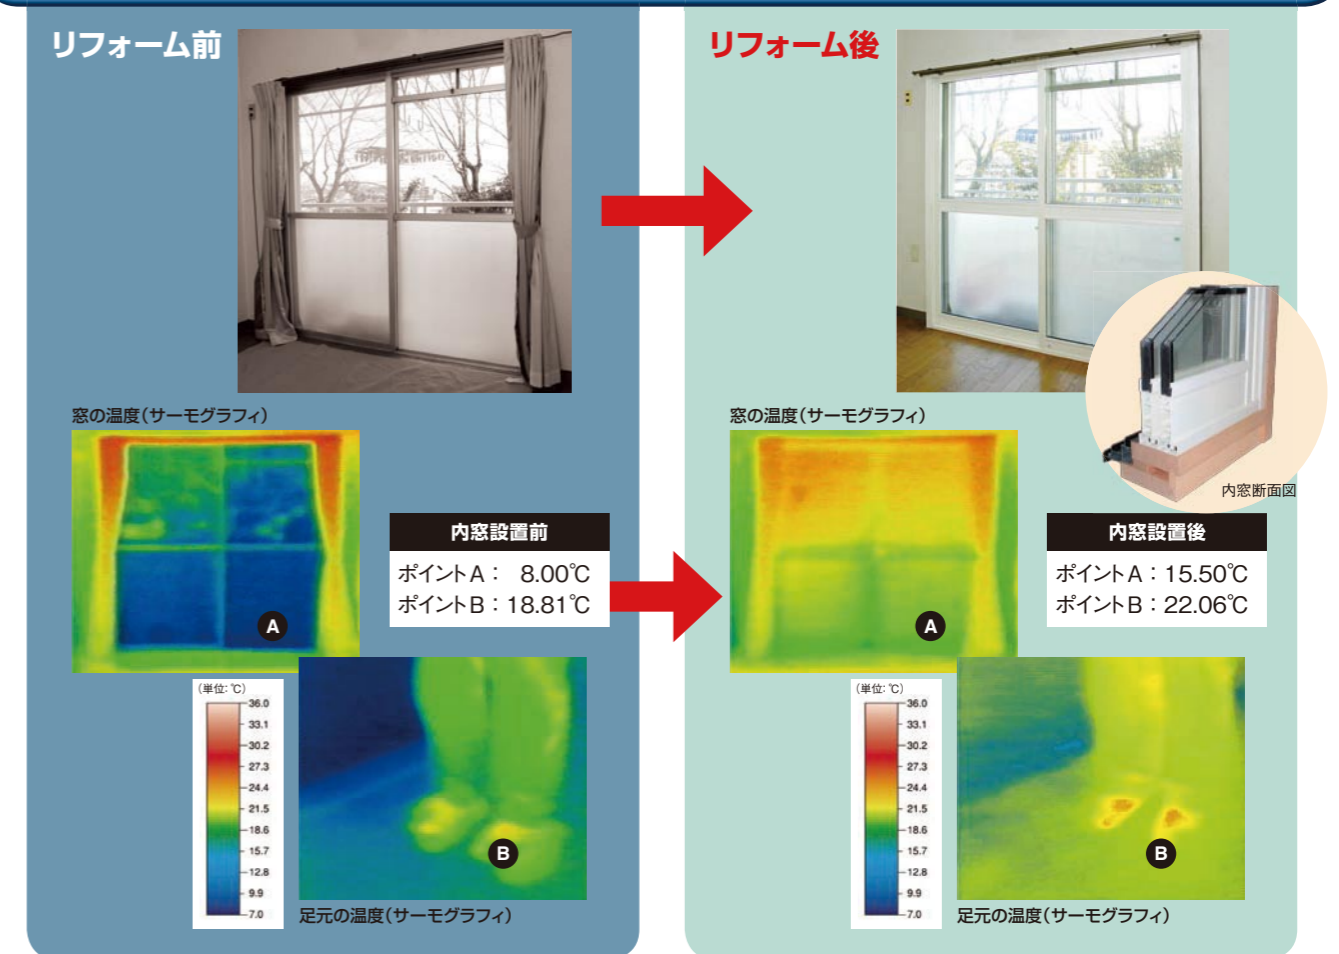 リフォーム前
リフォーム後
窓の温度(サーモグラフィ)
内窓設置前
ポイントA： 8.00℃
ポイントB：18.81℃
A
(単位：℃)
36.0
33.1
30.2
27.3
24.4
21.5
18.6
15.7
12.8
9.9
7.0
B
足元の温度(サーモグラフィ)
窓の温度(サーモグラフィ)
内窓断面図
内窓設置後
ポイントA：15.50℃
ポイントB：22.06℃
A
(単位：℃)
36.0
33.1
30.2
27.3
24.4
21.5
18.6
15.7
12.8
9.9
7.0
B
足元の温度(サーモグラフィ)